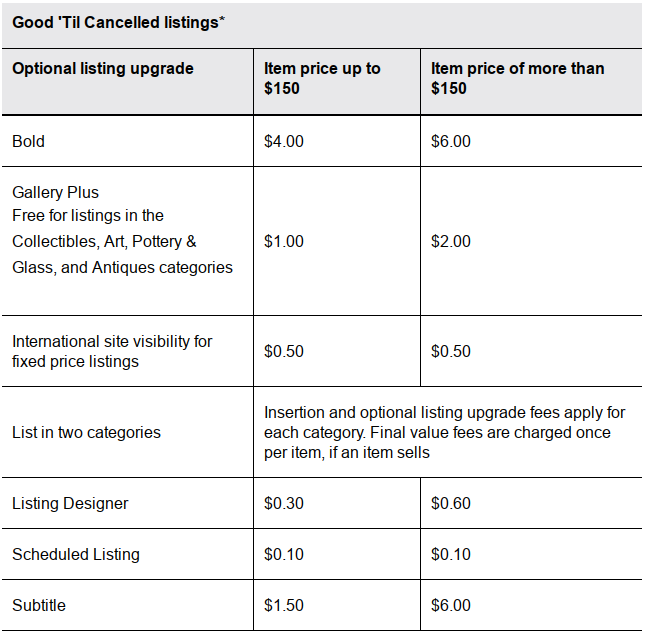 Good 'Til Cancelled listings*
Optional listing upgrade
Item price up to
$150
Item price of more than
$150
Bold
$4.00
$6.00
Gallery Plus
Free for listings in the
Collectibles, Art, Pottery &
Glass, and Antiques categories
$1.00
$2.00
International site visibility for
fixed price listings
$0.50
$0.50
List in two categories
Insertion and optional listing upgrade fees apply for
each category. Final value fees are charged once
per item, if an item sells
Listing Designer
$0.30
$0.60
Scheduled Listing
$0.10
$0.10
Subtitle
$1.50
$6.00